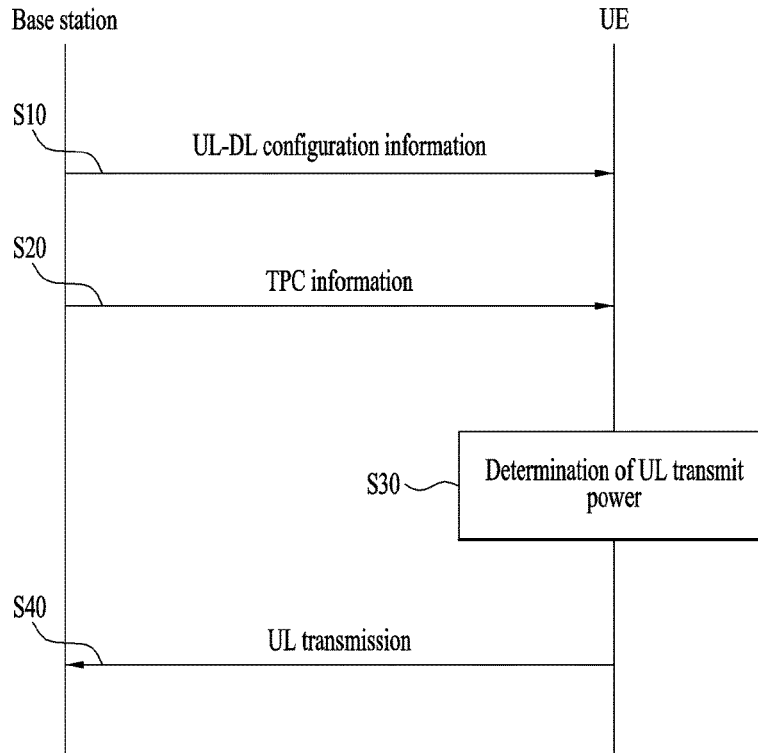 Base station
UE
S10
UL-DL configuration information
S20
TPC information
S30
Determination of UL transmit
power
S40
UL transmission